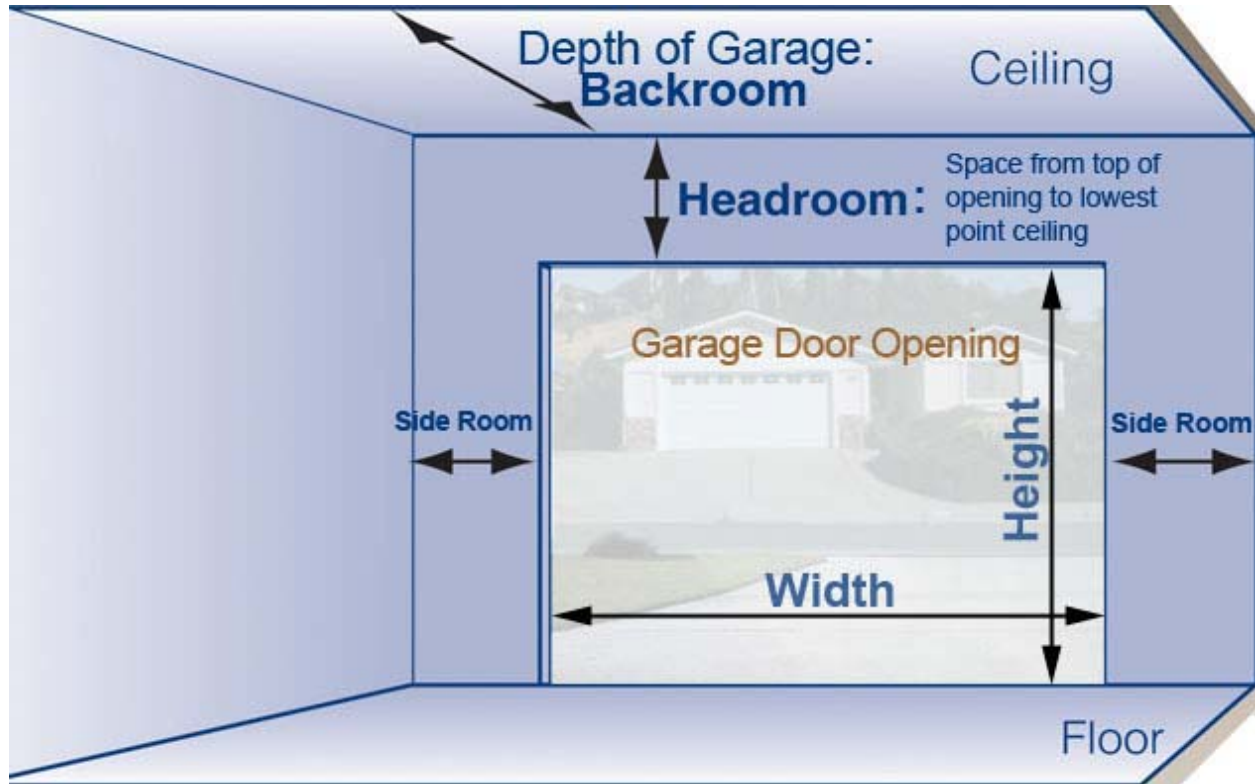 Depth of Garage:
Backroom
Ceiling
Headroom:
Space from top of
opening to lowest
point ceiling
Garage Door Opening
Side Room
Height
Side Room
Width
Floor